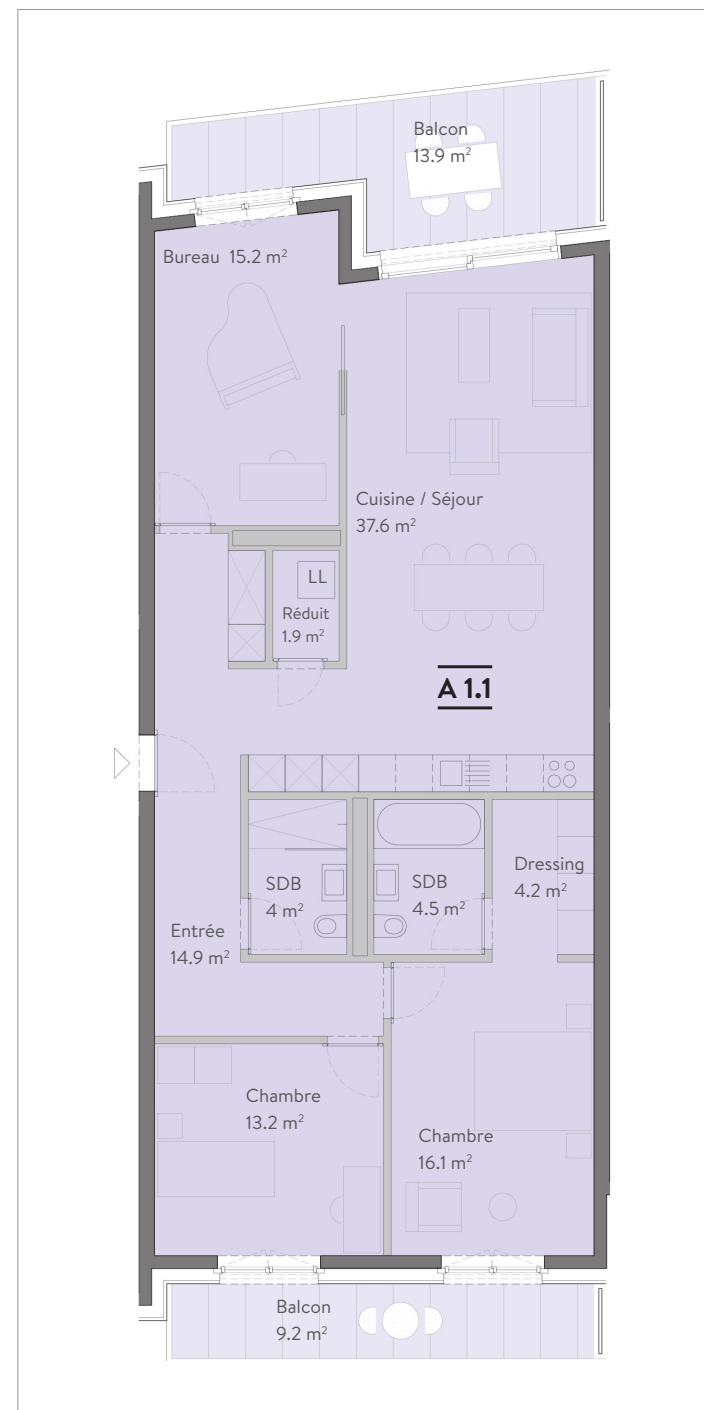 Balcon
13.9 m²
Bureau 15.2 m²
Cuisine / Séjour
37.6 m²
LL
Réduit
1.9 m²
A 1.1
SDB
4 m²
SDB
4.5 m²
Dressing
4.2 m²
Entrée
14.9 m²
Chambre
13.2 m²
Chambre
16.1 m²
Balcon
9.2 m²